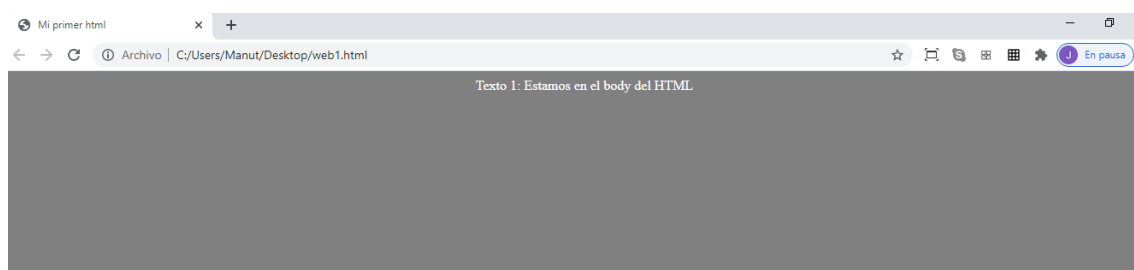 Mi primer html
Archivo | C:/Users/Manut/Desktop/web1.html
J En pausa
Texto 1: Estamos en el body del HTML